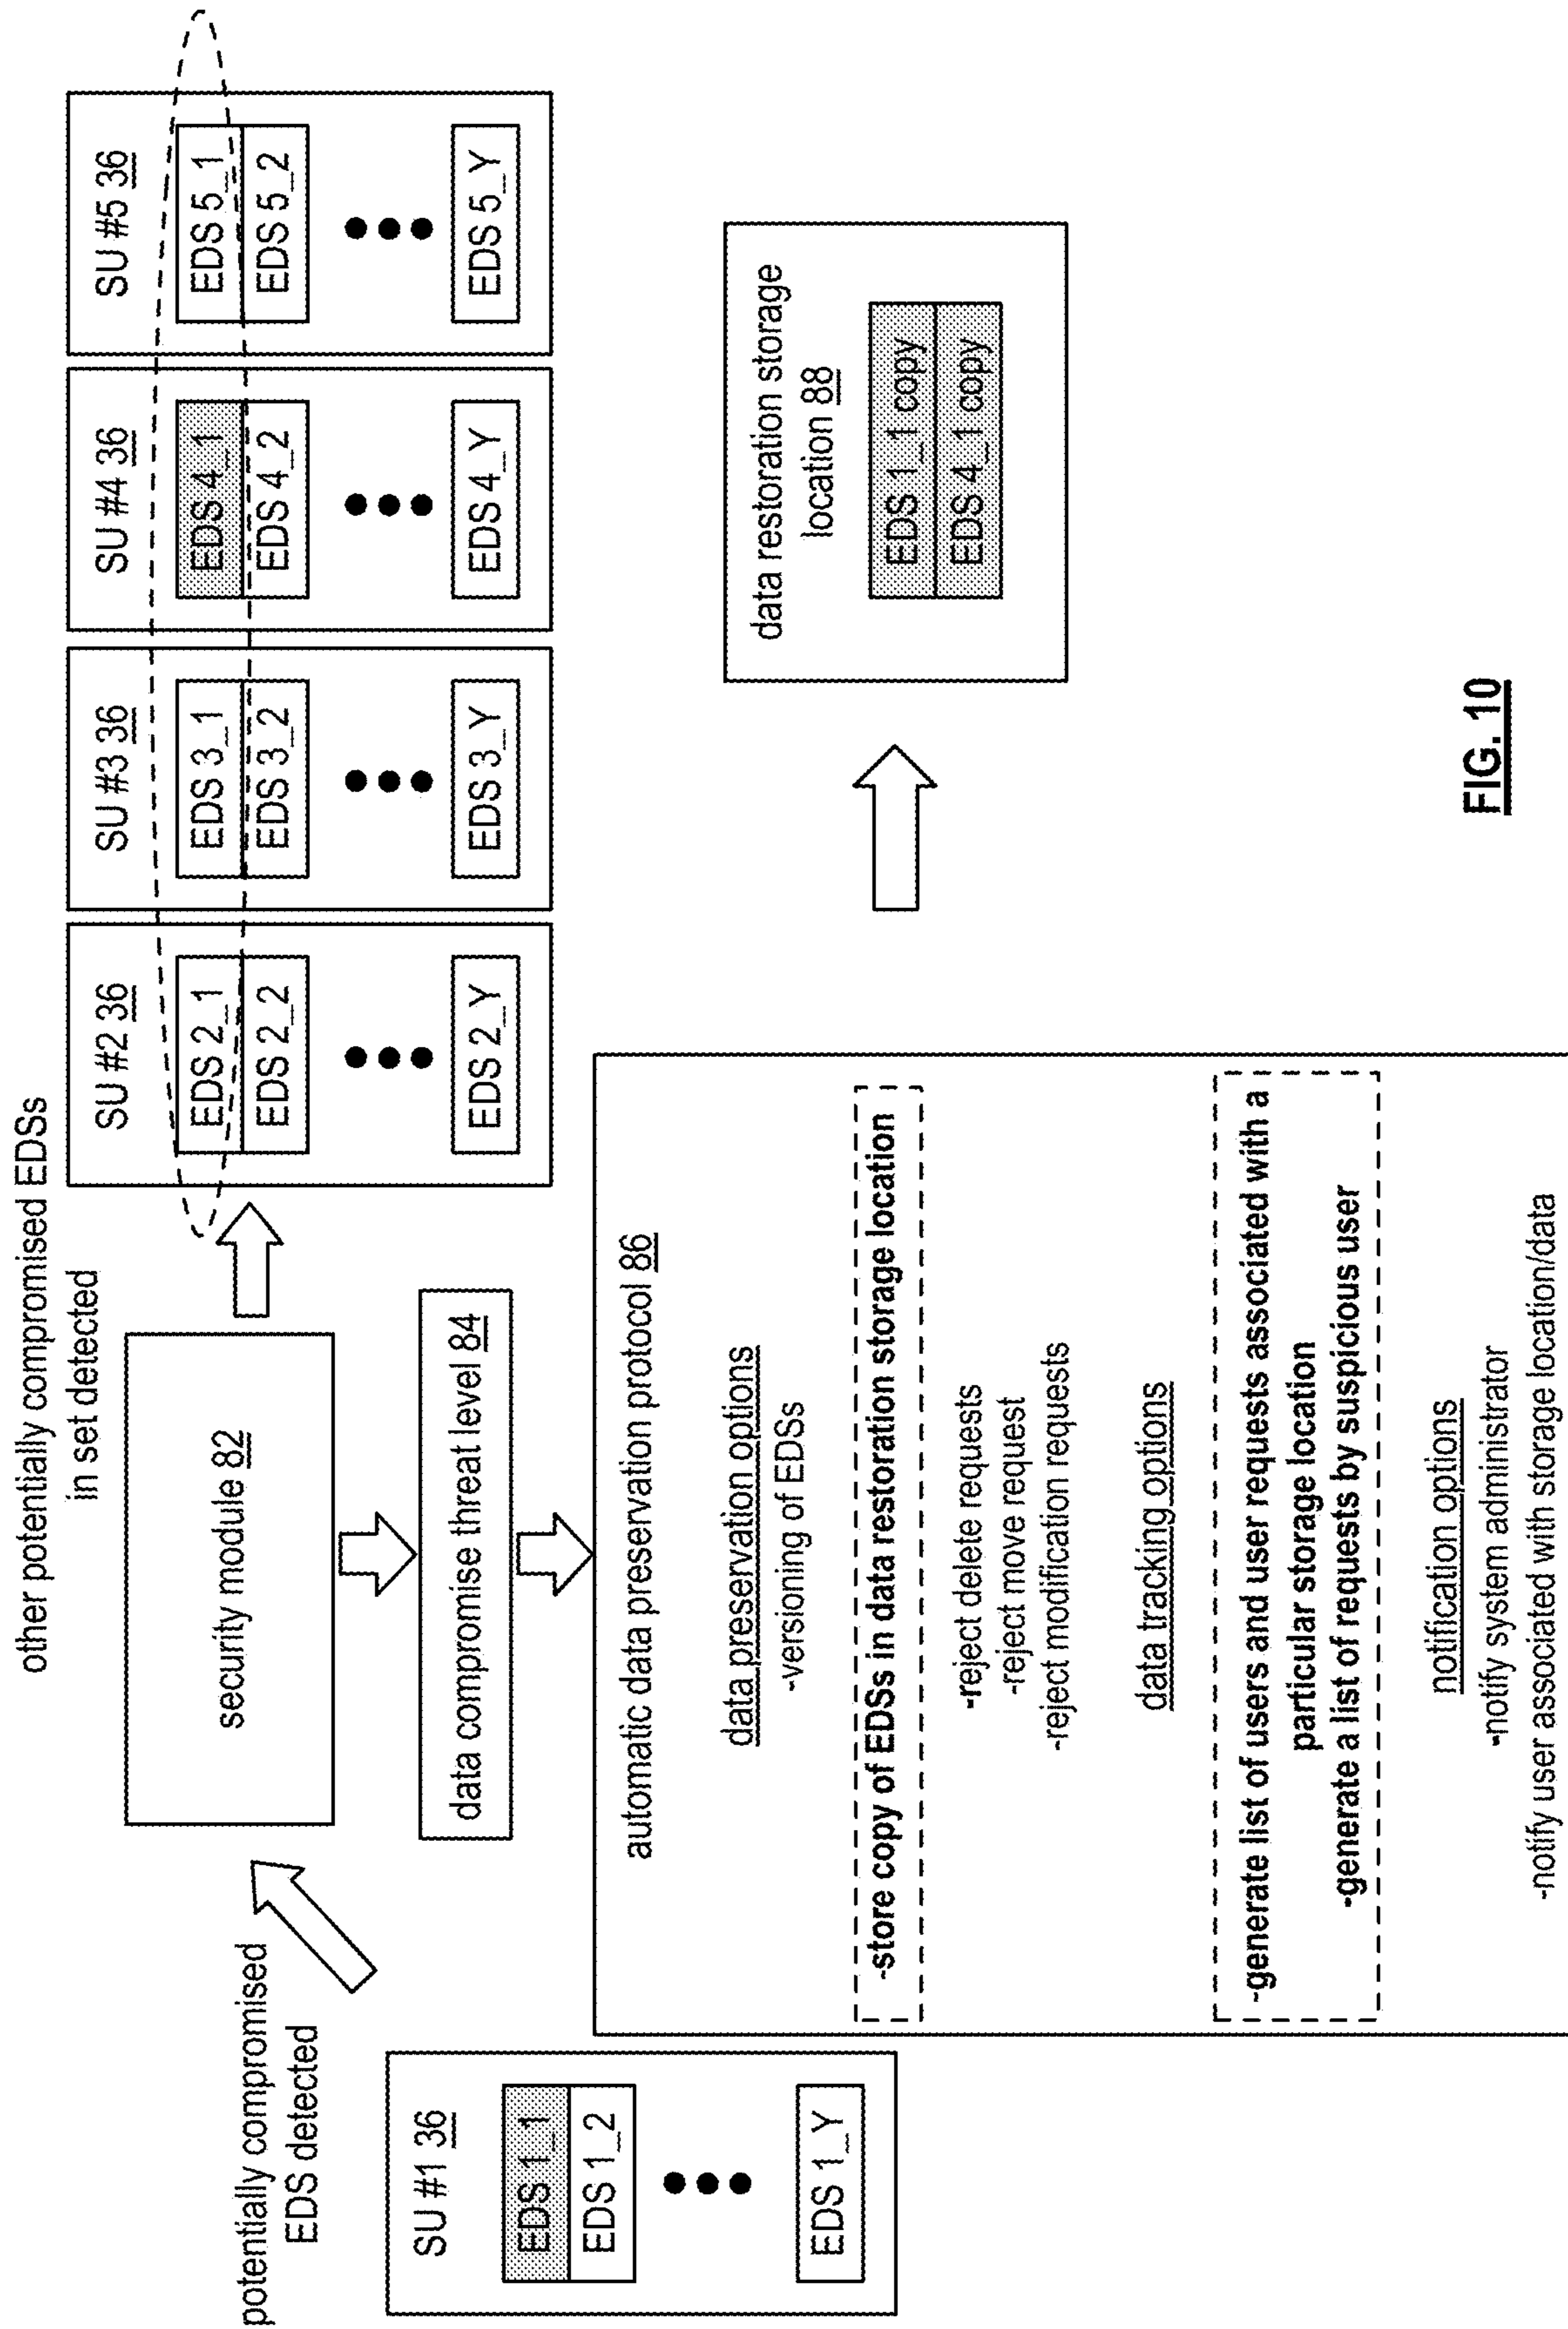 other potentially compromised EDSs
in set detected
potentially compromised
EDS detected
security module 82
data compromise threat level 84
SU #1 36
EDS 1_1
EDS 1_2
EDS 1_Y
SU #2 36
EDS 2_1
EDS 2_2
EDS 2_Y
SU #3 36
EDS 3_1
EDS 3_2
EDS 3_Y
SU #4 36
EDS 4_1
EDS 4_2
EDS 4_Y
SU #5 36
EDS 5_1
EDS 5_2
EDS 5_Y
automatic data preservation protocol 86
data preservation options
-versioning of EDSs
-store copy of EDSs in data restoration storage location
-reject delete requests
-reject move request
-reject modification requests
data tracking options
-generate list of users and user requests associated with a
particular storage location
-generate a list of requests by suspicious user
notification options
-notify system administrator
-notify user associated with storage location/data
data restoration storage
location 88
EDS 1_1 copy
EDS 4_1 copy
FIG. 10